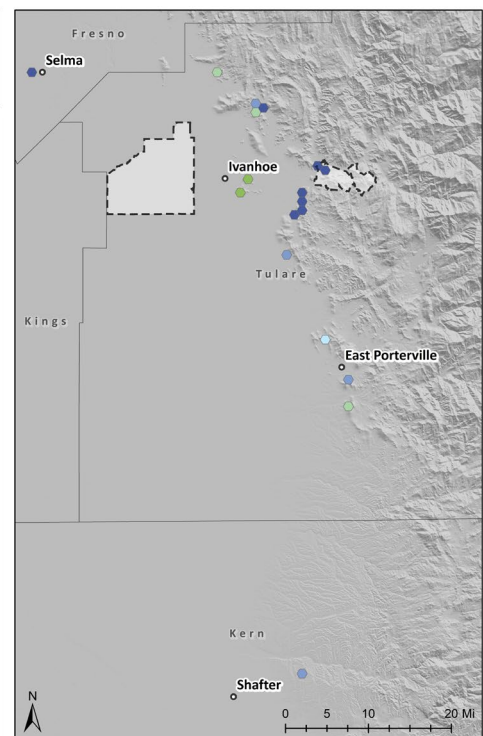 Fresno
Selma
Ivanhoe
Tulare
Kings
East Porterville
Kern
Shafter
N
0 5 10 20 Mi